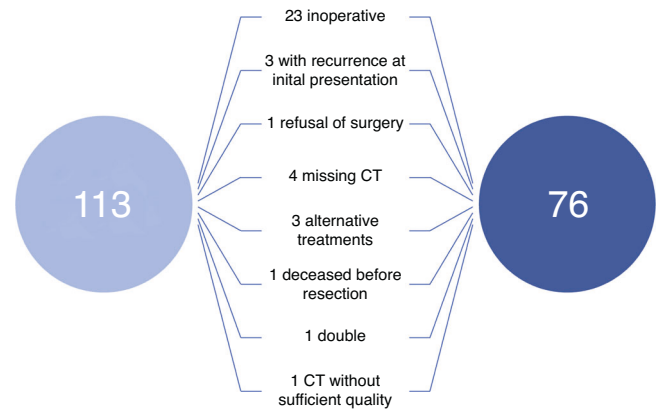 23 inoperative
3 with recurrence at
inital presentation
1 refusal of surgery
4 missing CT
113
76
3 alternative
treatments
1 deceased before
resection
1 double
1 CT without
sufficient quality